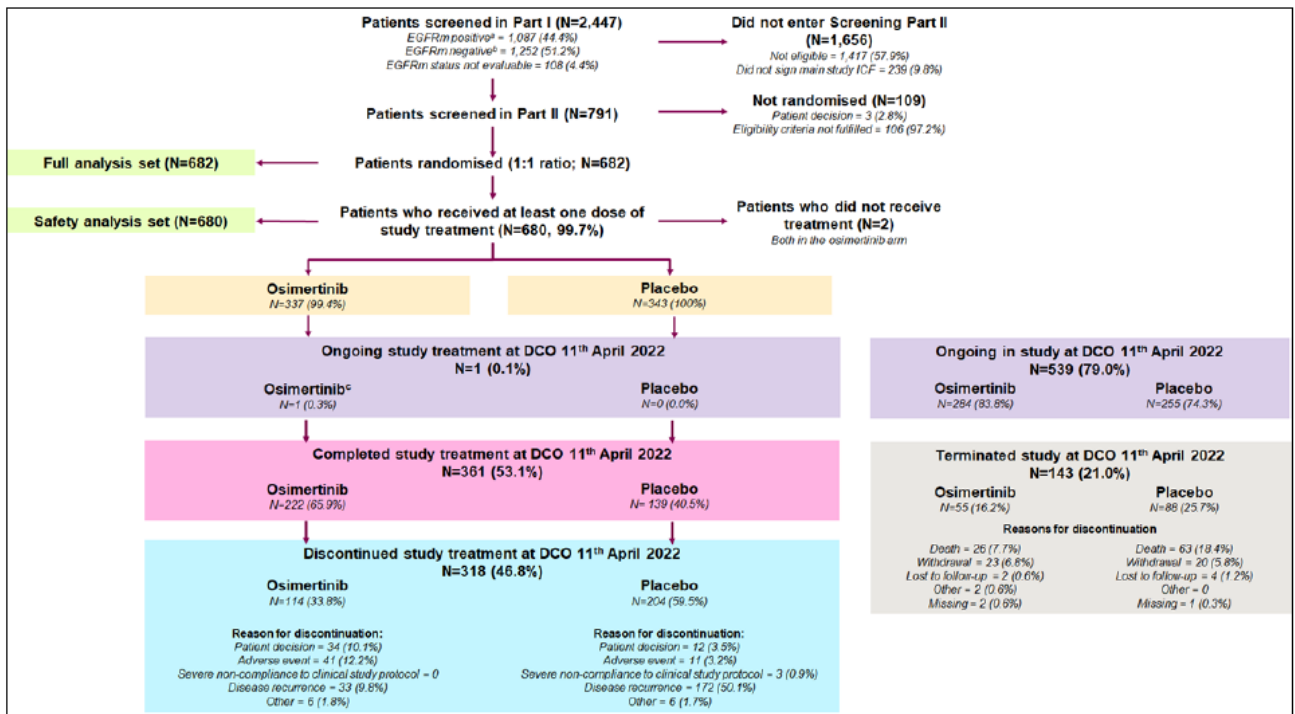 Patients screened in Part I (N=2,447)
EGFRm positiveᵃ = 1,087 (44.4%)
EGFRm negativeᵇ = 1,252 (51.2%)
EGFRm status not evaluable = 108 (4.4%)
Did not enter Screening Part II
(N=1,656)
Not eligible = 1,417 (57.9%)
Did not sign main study ICF = 239 (9.8%)
Patients screened in Part II (N=791)
Not randomised (N=109)
Patient decision = 3 (2.8%)
Eligibility criteria not fulfilled = 106 (97.2%)
Full analysis set (N=682)
Patients randomised (1:1 ratio; N=682)
Safety analysis set (N=680)
Patients who received at least one dose of
study treatment (N=680, 99.7%)
Patients who did not receive
treatment (N=2)
Both in the osimertinib arm
Osimertinib
N=337 (99.4%)
Placebo
N=343 (100%)
Ongoing study treatment at DCO 11ᵗʰ April 2022
N=1 (0.1%)
Osimertinibᶜ
N=1 (0.3%)
Placebo
N=0 (0.0%)
Ongoing in study at DCO 11ᵗʰ April 2022
N=539 (79.0%)
Osimertinib
N=284 (83.8%)
Placebo
N=255 (74.3%)
Completed study treatment at DCO 11ᵗʰ April 2022
N=361 (53.1%)
Osimertinib
N=222 (65.9%)
Placebo
N= 139 (40.5%)
Terminated study at DCO 11ᵗʰ April 2022
N=143 (21.0%)
Osimertinib
N=55 (16.2%)
Placebo
N=88 (25.7%)
Reasons for discontinuation
Death = 26 (7.7%)
Withdrawal = 23 (6.8%)
Lost to follow-up = 2 (0.6%)
Other = 2 (0.6%)
Missing = 2 (0.6%)
Death = 63 (18.4%)
Withdrawal = 20 (5.8%)
Lost to follow-up = 4 (1.2%)
Other = 0
Missing = 1 (0.3%)
Discontinued study treatment at DCO 11ᵗʰ April 2022
N=318 (46.8%)
Osimertinib
N=114 (33.8%)
Placebo
N=204 (59.5%)
Reason for discontinuation:
Patient decision = 34 (10.1%)
Adverse event = 41 (12.2%)
Severe non-compliance to clinical study protocol = 0
Disease recurrence = 33 (9.8%)
Other = 6 (1.8%)
Reason for discontinuation:
Patient decision = 12 (3.5%)
Adverse event = 11 (3.2%)
Severe non-compliance to clinical study protocol = 3 (0.9%)
Disease recurrence = 172 (50.1%)
Other = 6 (1.7%)